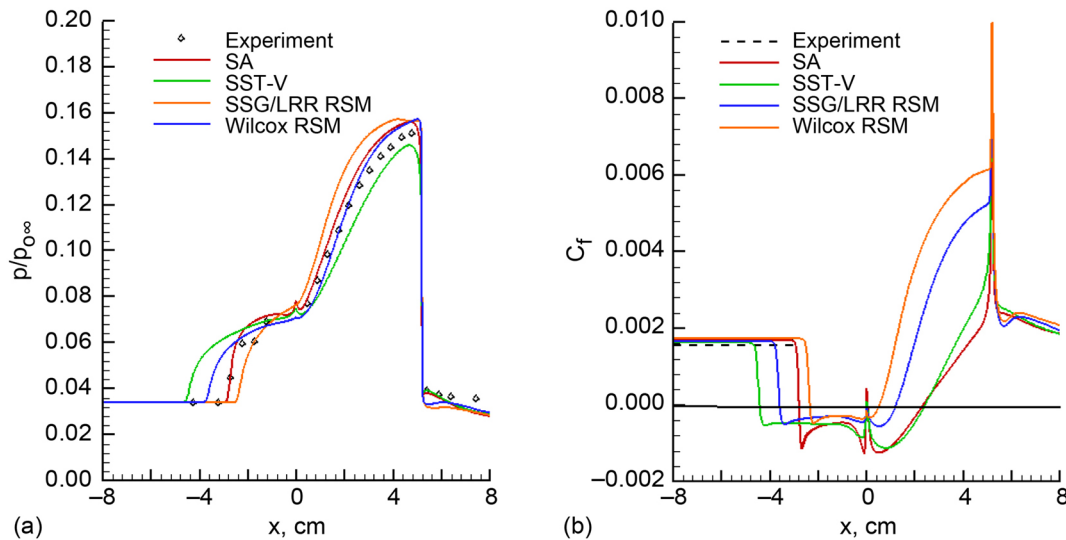 0.20
0.18
0.16
0.14
0.12
0.10
0.08
0.06
0.04
0.02
0.00
p/p₀∞
Experiment
SA
SST-V
SSG/LRR RSM
Wilcox RSM
−8
−4
0
4
8
x, cm
(a)
0.010
0.008
0.006
0.004
0.002
0.000
−0.002
C_f
Experiment
SA
SST-V
SSG/LRR RSM
Wilcox RSM
−8
−4
0
4
8
x, cm
(b)